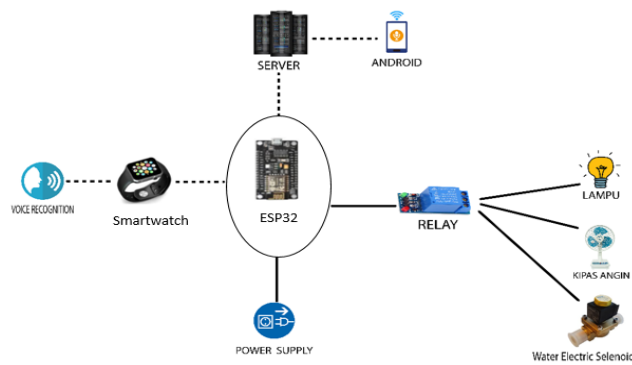 SERVER
ANDROID
VOICE RECOGNITION
Smartwatch
ESP32
RELAY
LAMPU
KIPAS ANGIN
Water Electric Selenoid
POWER SUPPLY